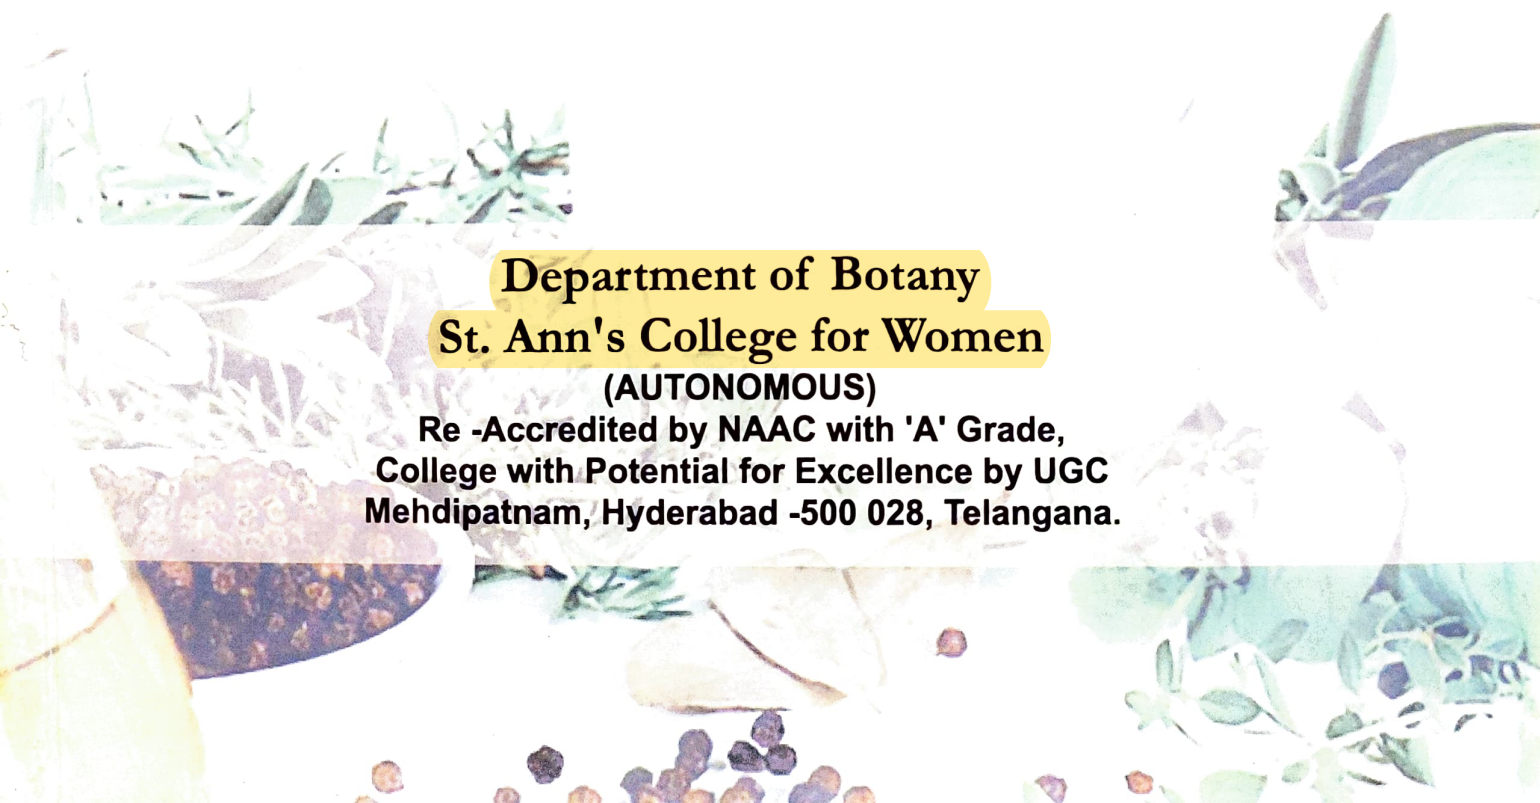 Department of Botany
St. Ann's College for Women
(AUTONOMOUS)
Re -Accredited by NAAC with 'A' Grade,
College with Potential for Excellence by UGC
Mehdipatnam, Hyderabad -500 028, Telangana.